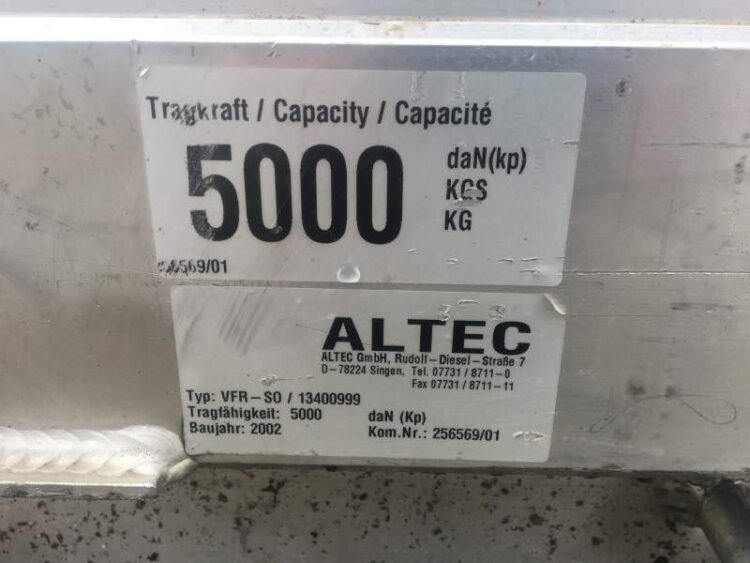 Tragkraft / Capacity / Capacité
5000
daN(kp)
KGS
KG
56569/01
ALTEC
ALTEC GmbH, Rudolf-Diesel-Straße 7
D-78224 Singen, Tel. 07731 / 8711-0
Fax 07731 / 8711-11
Typ: VFR-SO / 13400999
Tragfähigkeit: 5000 daN (Kp)
Baujahr: 2002 Kom.Nr.: 256569/01